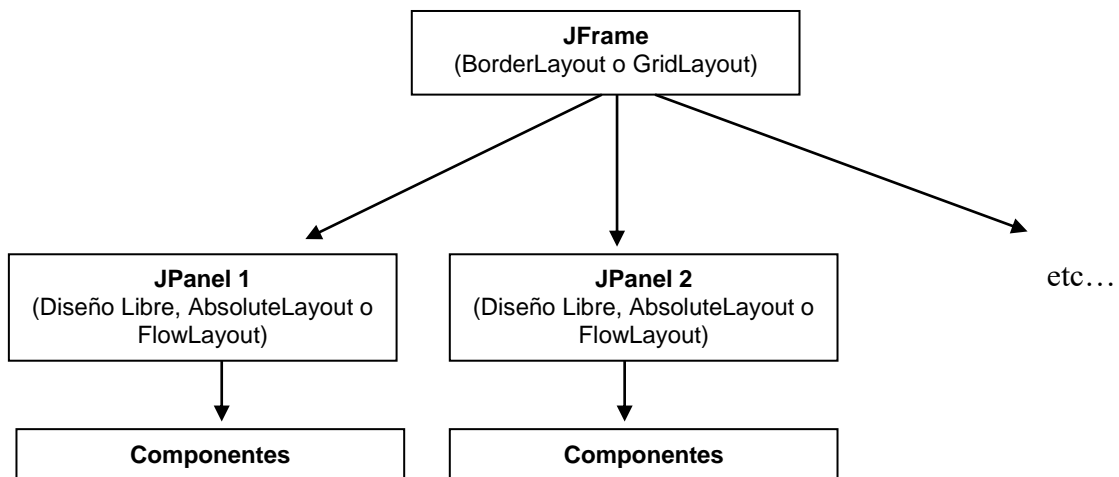 JFrame
(BorderLayout o GridLayout)
JPanel 1
(Diseño Libre, AbsoluteLayout o
FlowLayout)
JPanel 2
(Diseño Libre, AbsoluteLayout o
FlowLayout)
etc…
Componentes
Componentes